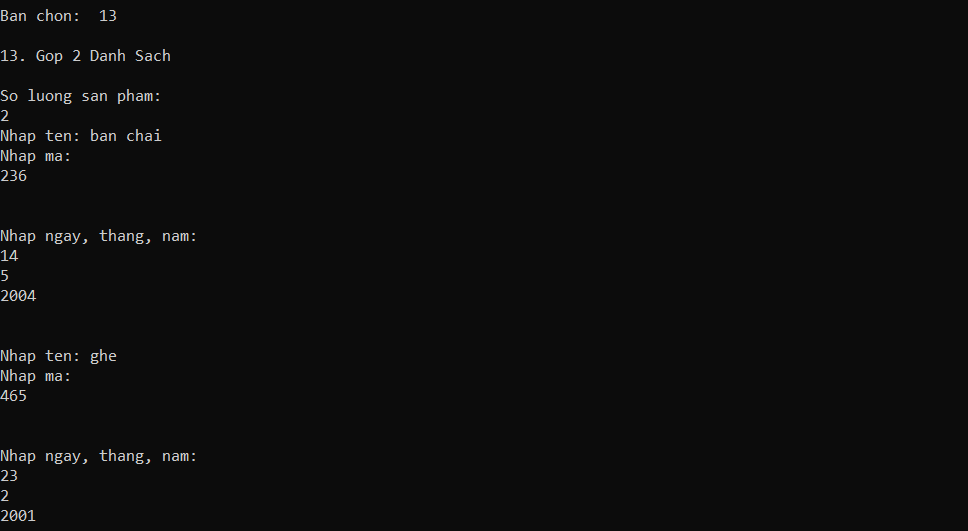 Ban chon:  13
13. Gop 2 Danh Sach
So luong san pham:
2
Nhap ten: ban chai
Nhap ma:
236
Nhap ngay, thang, nam:
14
5
2004
Nhap ten: ghe
Nhap ma:
465
Nhap ngay, thang, nam:
23
2
2001